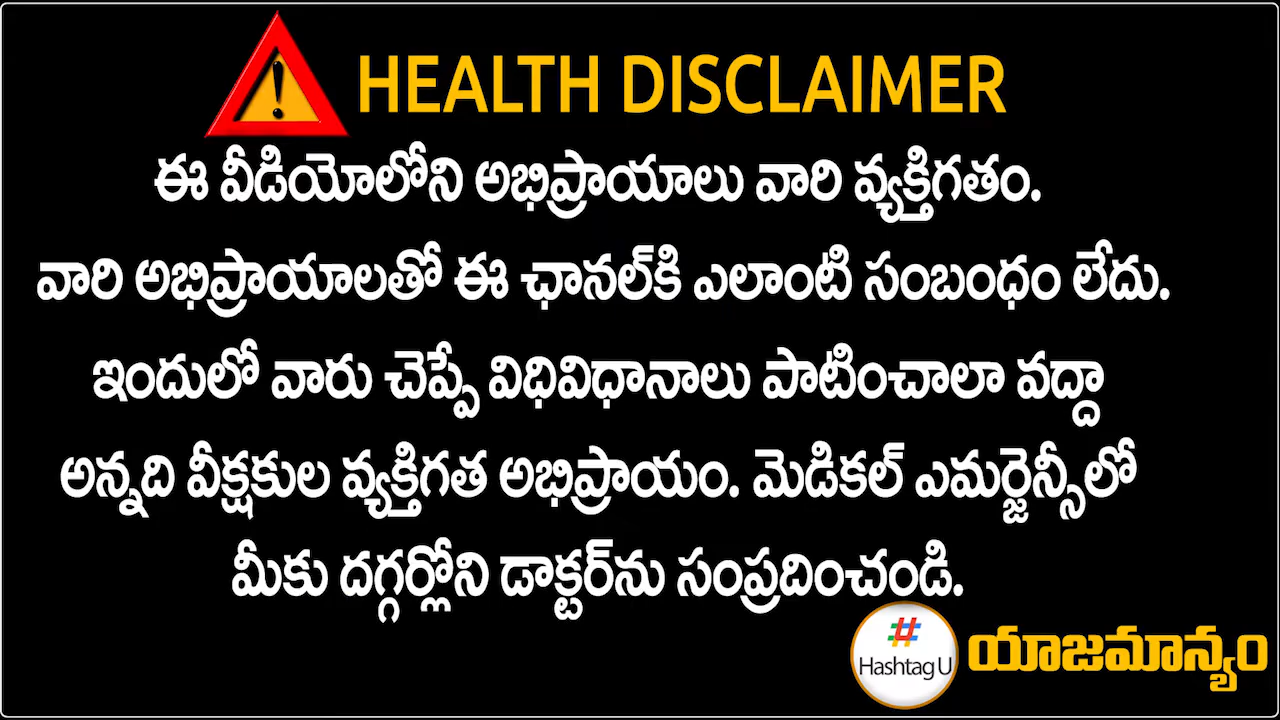 HEALTH DISCLAIMER
ఈ వీడియోలోని అభిప్రాయాలు వారి వ్యక్తిగతం.
వారి అభిప్రాయాలతో ఈ ఛానల్‌కి ఎలాంటి సంబంధం లేదు.
ఇందులో వారు చెప్పే విధివిధానాలు పాటించాలా వద్దా
అన్నది వీక్షకుల వ్యక్తిగత అభిప్రాయం. మెడికల్ ఎమర్జెన్సీలో
మీకు దగ్గర్లోని డాక్టర్‌ను సంప్రదించండి.
#
Hashtag U
యాజమాన్యం